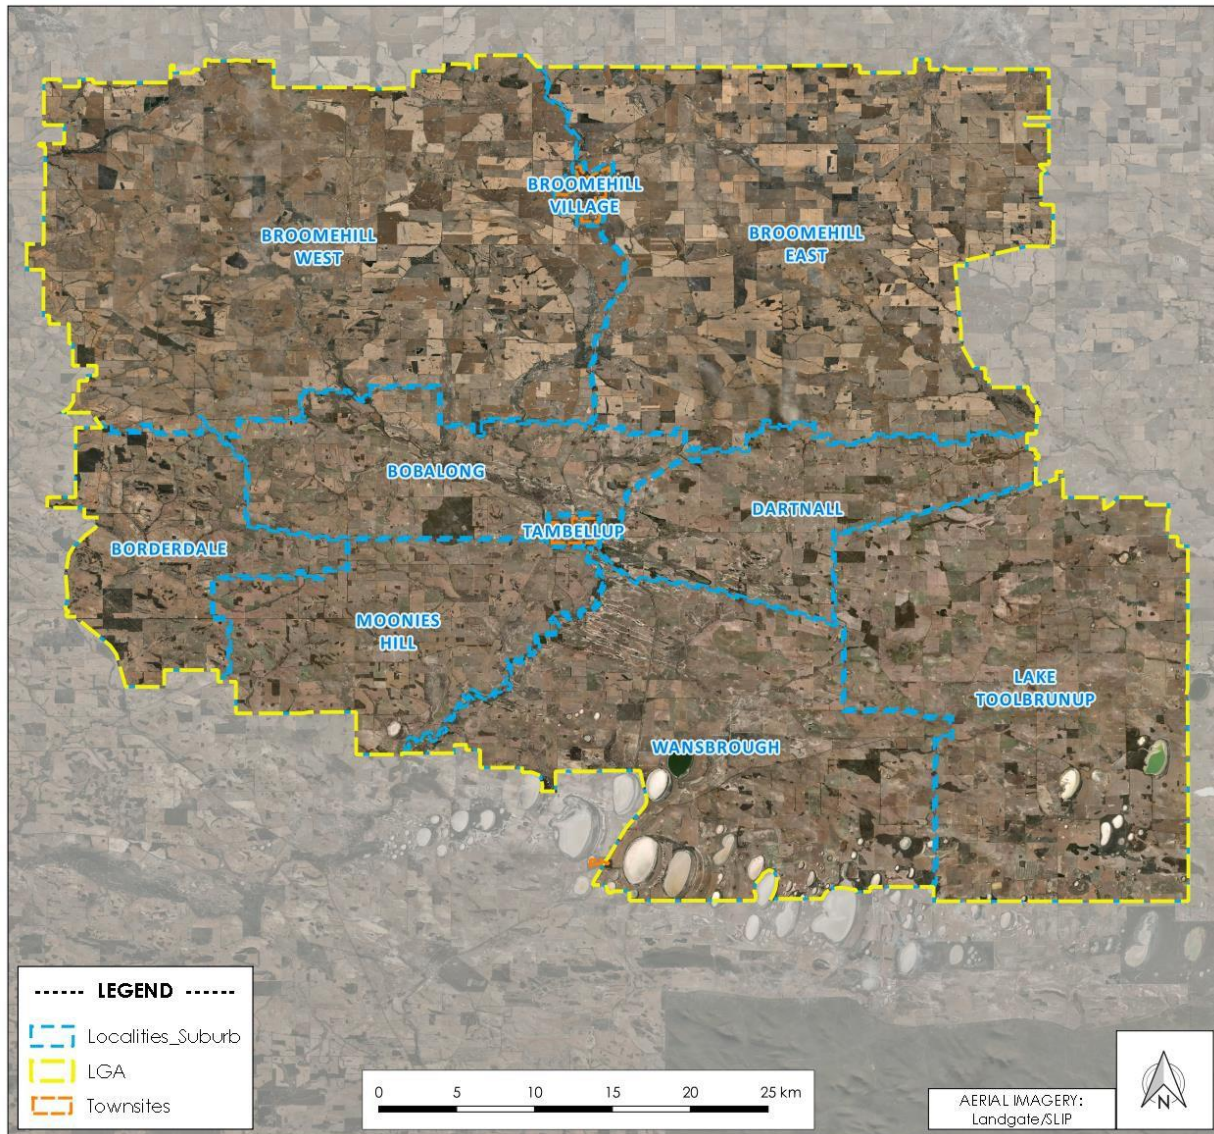 BROOMEHILL
VILLAGE
BROOMEHILL
WEST
BROOMEHILL
EAST
BOBALONG
TAMBELLUP
DARTNALL
BORDERDALE
MOONIES
HILL
LAKE
TOOLBRUNUP
WANSBROUGH
LEGEND
Localities_Suburb
LGA
Townsites
0 5 10 15 20 25 km
AERIAL IMAGERY:
Landgate/SLIP
N